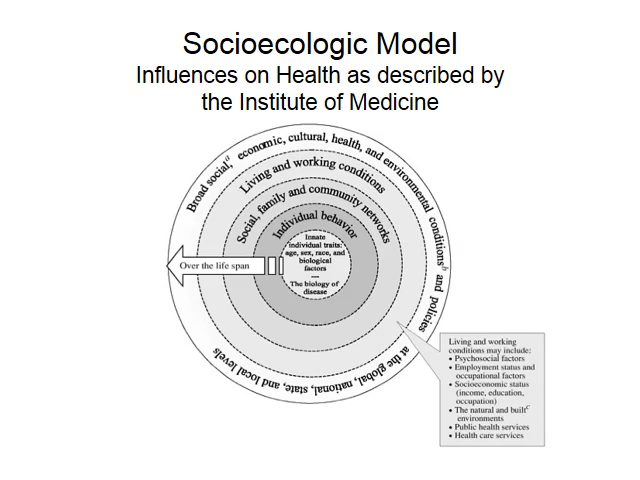 Socioecologic Model
Influences on Health as described by
the Institute of Medicine
Broad social,a economic, cultural, health, and environmental conditionsb and policies
at the global, national, state, and local levels
Living and working conditions
Social, family and community networks
Individual behavior
Innate
individual traits:
age, sex, race, and
biological
factors
---
The biology of
disease
Over the life span
Living and working
conditions may include:
• Psychosocial factors
• Employment status and
occupational factors
• Socioeconomic status
(income, education,
occupation)
• The natural and builtc
environments
• Public health services
• Health care services